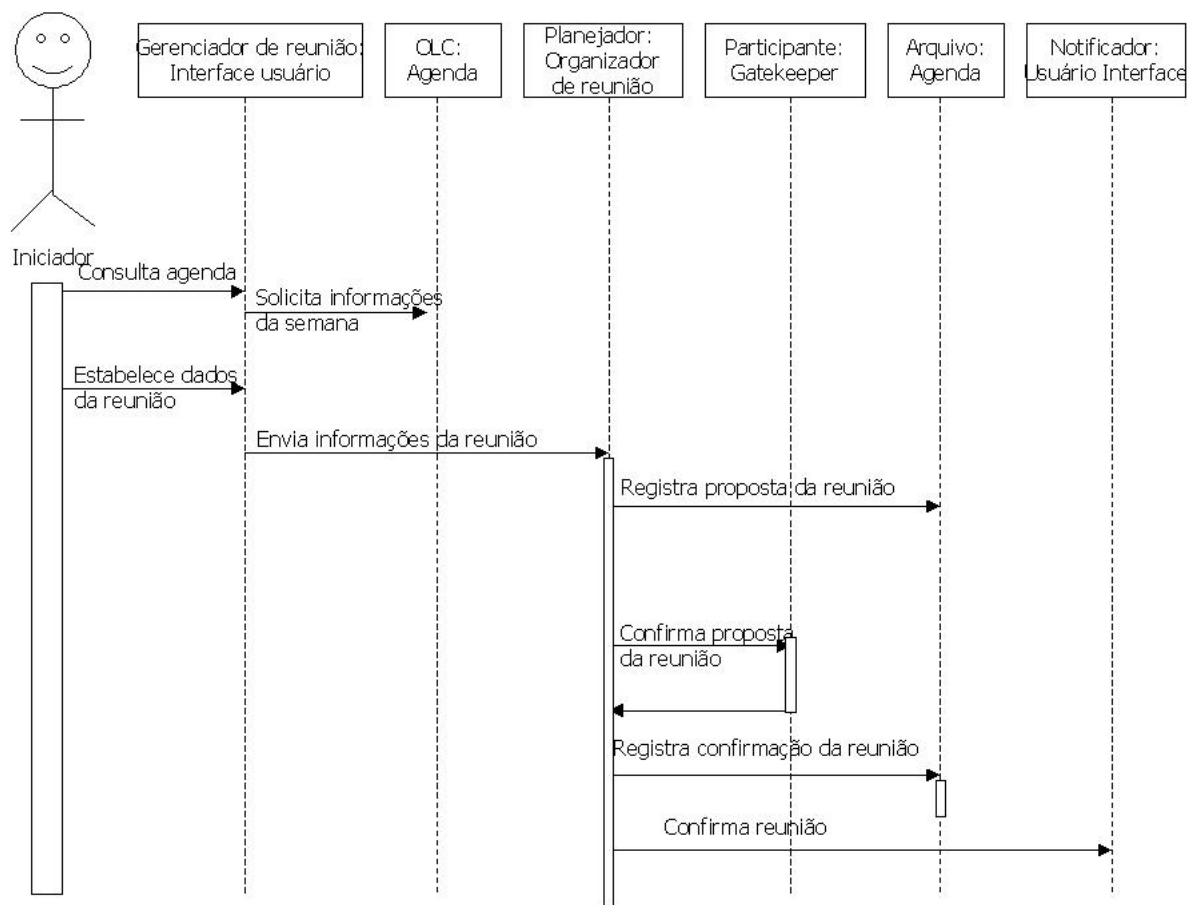 Gerenciador de reunião:
Interface usuário
OLC:
Agenda
Planejador:
Organizador
de reunião
Participante:
Gatekeeper
Arquivo:
Agenda
Notificador:
Usuário Interface
Iniciador
Consulta agenda
Solicita informações
da semana
Estabelece dados
da reunião
Envia informações da reunião
Registra proposta da reunião
Confirma proposta
da reunião
Registra confirmação da reunião
Confirma reunião